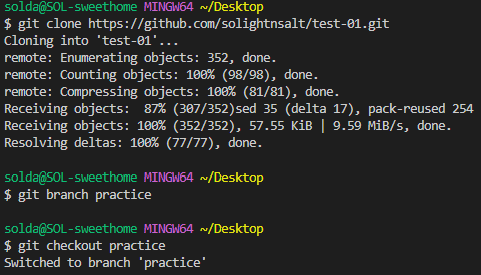 solda@SOL-sweethome MINGW64 ~/Desktop
$ git clone https://github.com/solightnsalt/test-01.git
Cloning into 'test-01'...
remote: Enumerating objects: 352, done.
remote: Counting objects: 100% (98/98), done.
remote: Compressing objects: 100% (81/81), done.
Receiving objects:  87% (307/352)sed 35 (delta 17), pack-reused 254
Receiving objects: 100% (352/352), 57.55 KiB | 9.59 MiB/s, done.
Resolving deltas: 100% (77/77), done.
solda@SOL-sweethome MINGW64 ~/Desktop
$ git branch practice
solda@SOL-sweethome MINGW64 ~/Desktop
$ git checkout practice
Switched to branch 'practice'